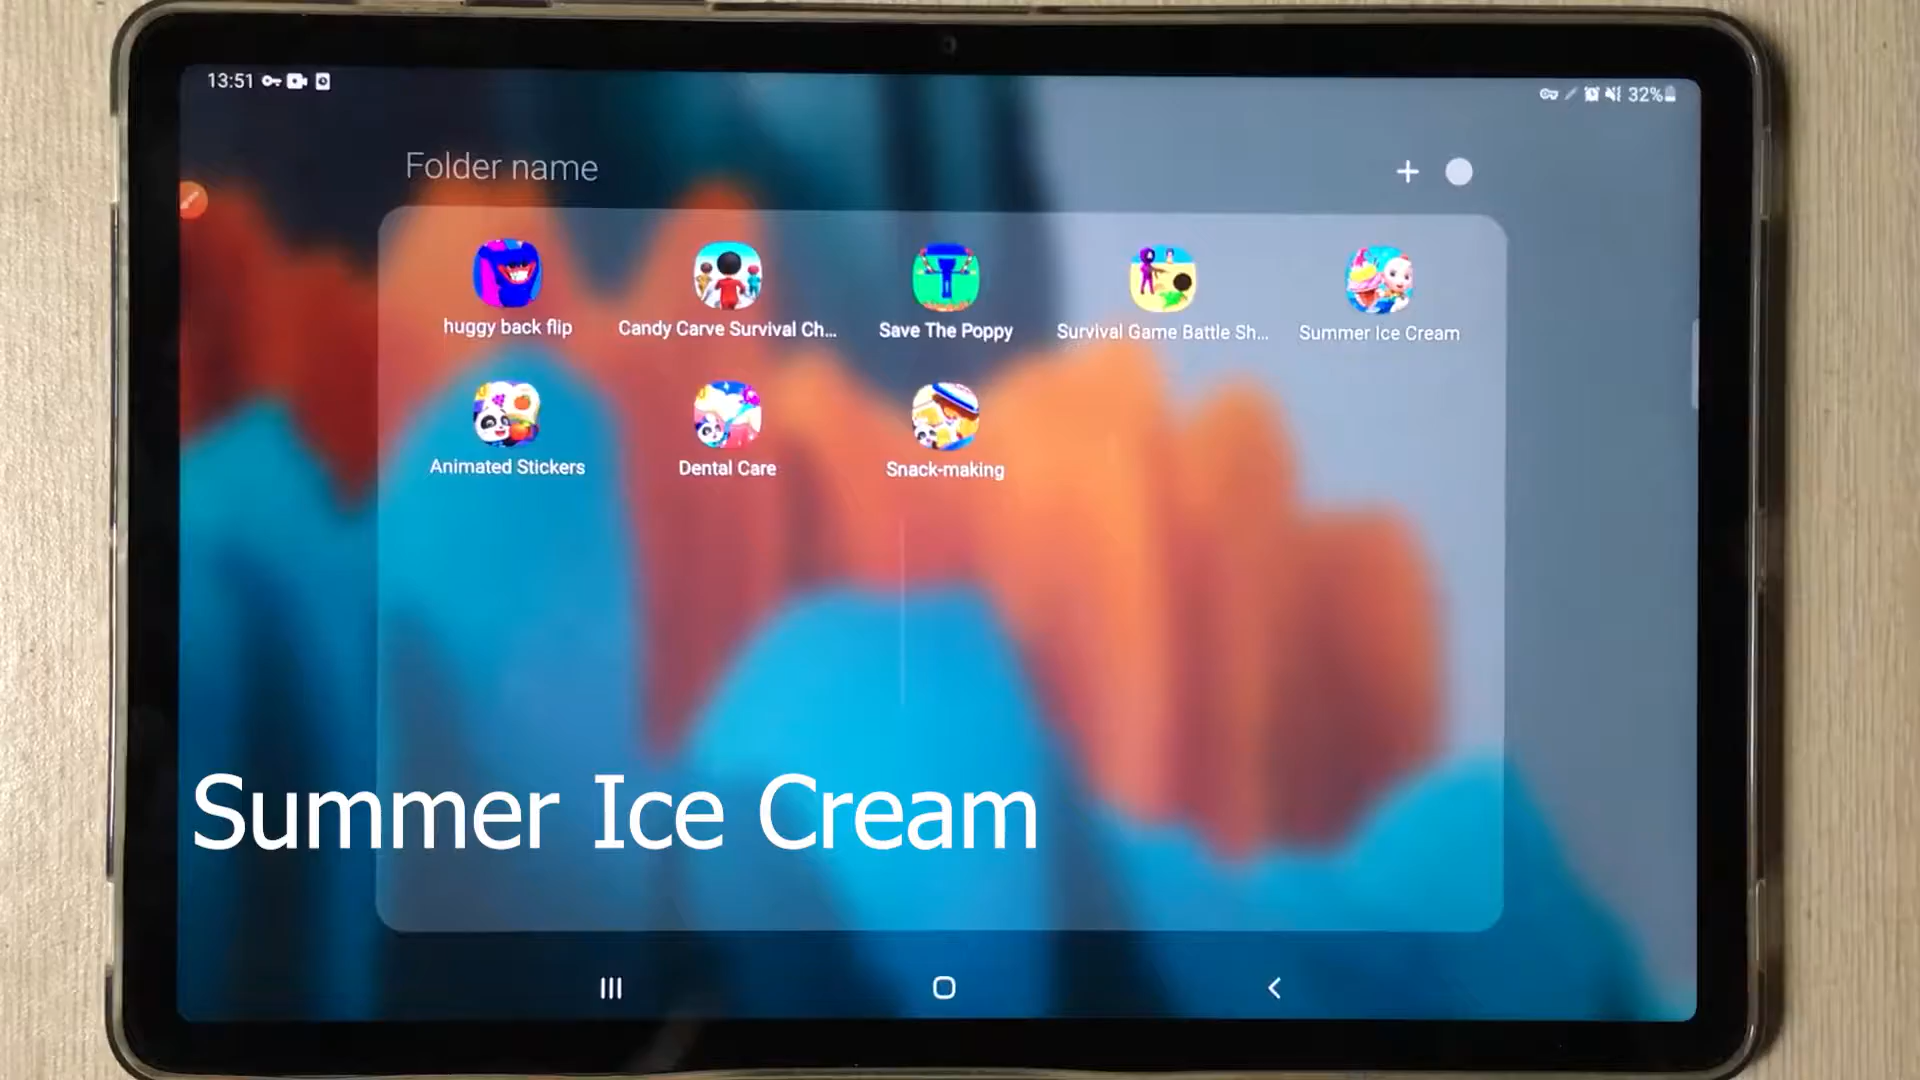 13:51
32%
Folder name
huggy back flip
Candy Carve Survival Ch...
Save The Poppy
Survival Game Battle Sh...
Summer Ice Cream
Animated Stickers
Dental Care
Snack-making
Summer Ice Cream